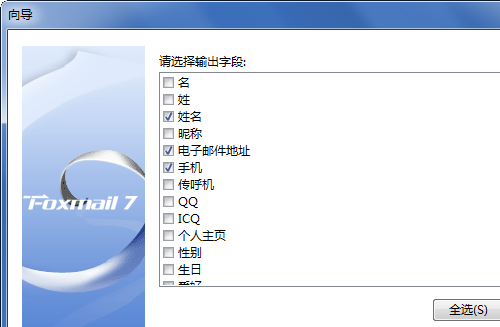 向导
请选择输出字段:
名
姓
姓名
昵称
电子邮件地址
手机
传呼机
QQ
ICQ
个人主页
性别
生日
爱好
Foxmail 7
全选(S)